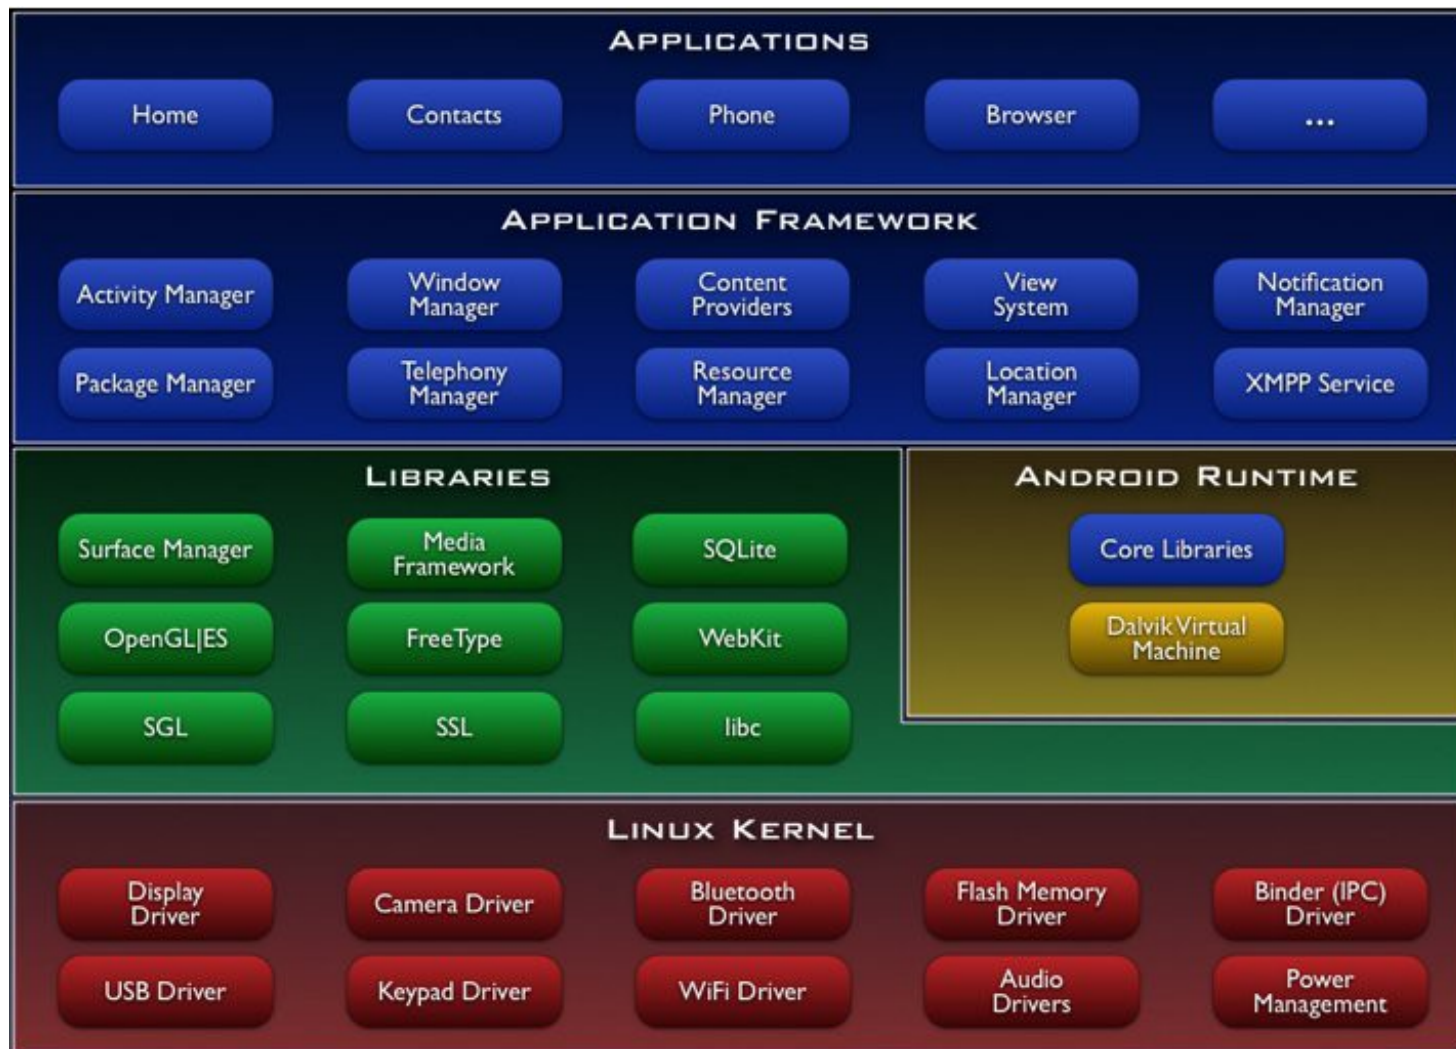 APPLICATIONS
Home
Contacts
Phone
Browser
...
APPLICATION FRAMEWORK
Activity Manager
Window
Manager
Content
Providers
View
System
Notification
Manager
Package Manager
Telephony
Manager
Resource
Manager
Location
Manager
XMPP Service
LIBRARIES
Surface Manager
Media
Framework
SQLite
OpenGL|ES
FreeType
WebKit
SGL
SSL
libc
ANDROID RUNTIME
Core Libraries
Dalvik Virtual
Machine
LINUX KERNEL
Display
Driver
Camera Driver
Bluetooth
Driver
Flash Memory
Driver
Binder (IPC)
Driver
USB Driver
Keypad Driver
WiFi Driver
Audio
Drivers
Power
Management